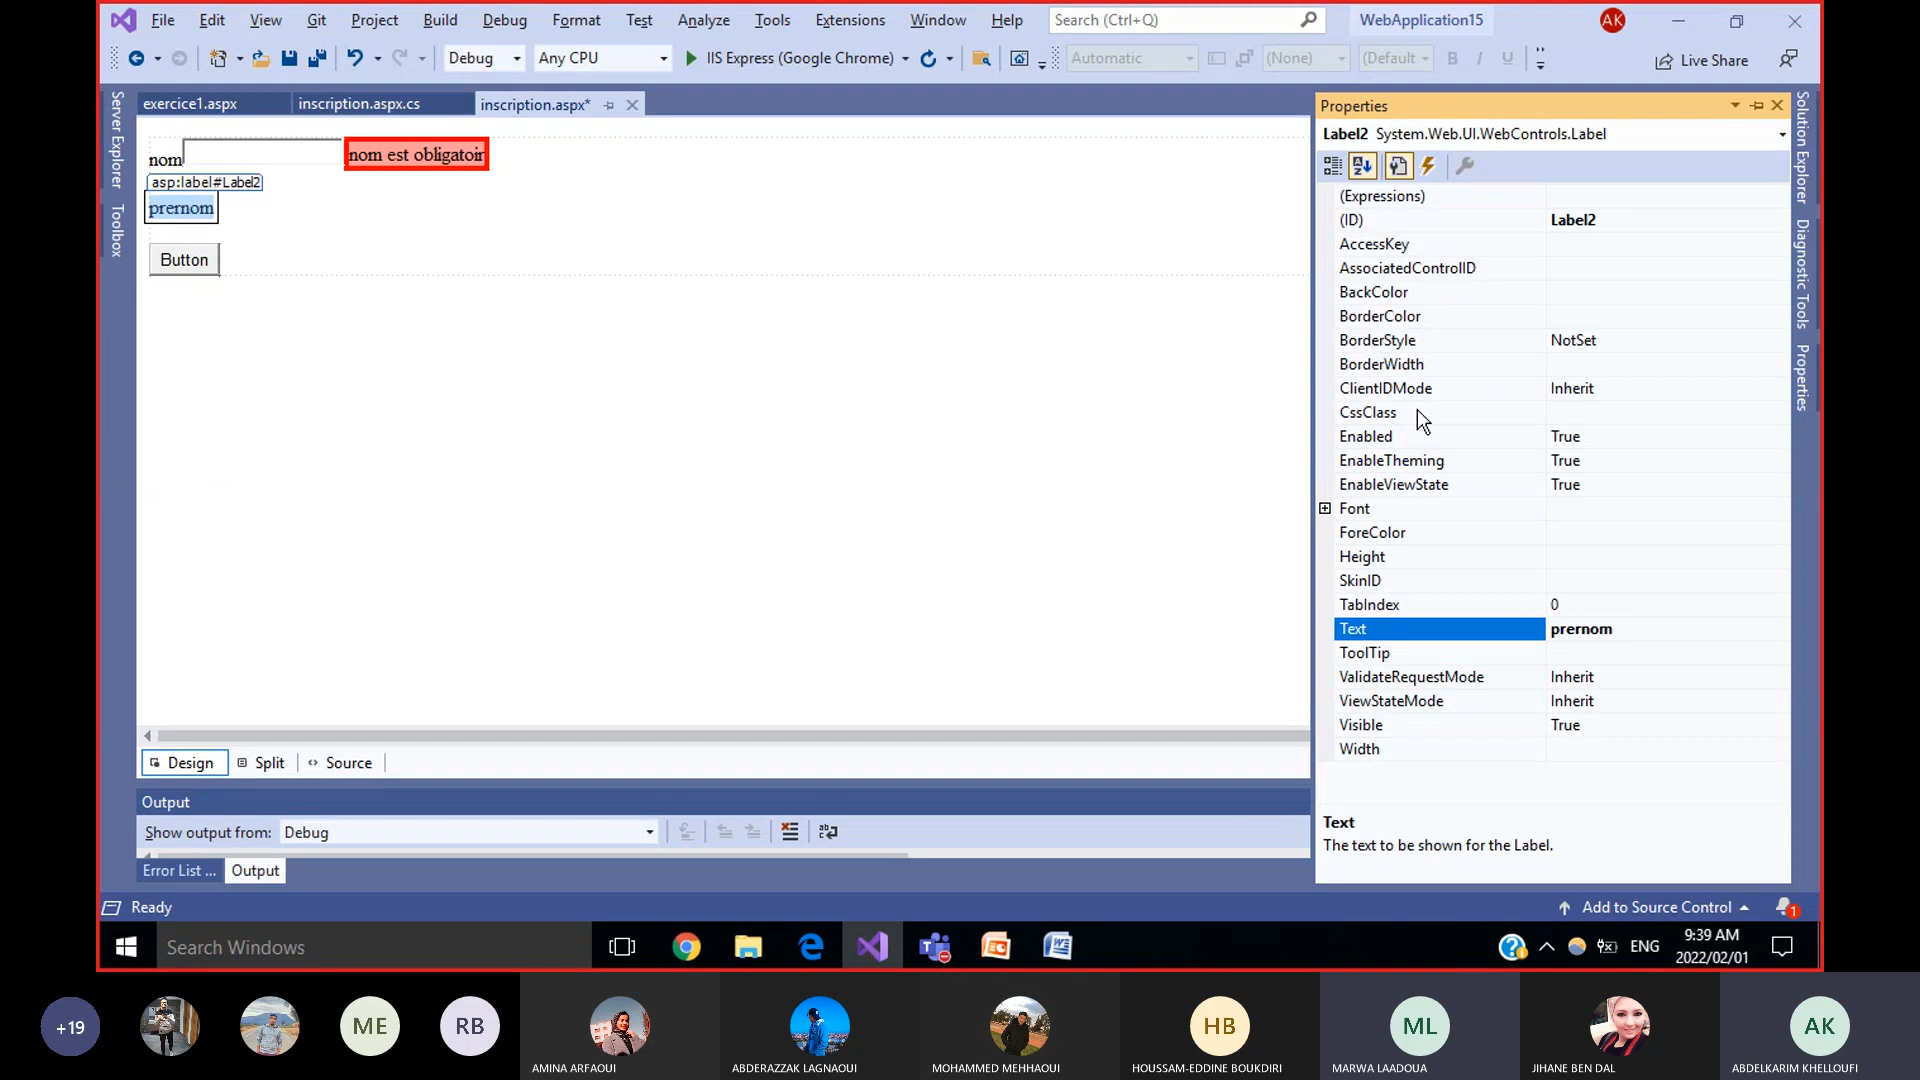 File Edit View Git Project Build Debug Format Test Analyze Tools Extensions Window Help Search (Ctrl+Q) WebApplication15 AK
Debug Any CPU IIS Express (Google Chrome) Automatic (None) (Default B I U Live Share
exercice1.aspx inscription.aspx.cs inscription.aspx*
Server Explorer
Toolbox
nom nom est obligatoir
asp:label#Label2
prernom
Button
Properties
Label2 System.Web.UI.WebControls.Label
(Expressions)
(ID) Label2
AccessKey
AssociatedControlID
BackColor
BorderColor
BorderStyle NotSet
BorderWidth
ClientIDMode Inherit
CssClass
Enabled True
EnableTheming True
EnableViewState True
Font
ForeColor
Height
SkinID
TabIndex 0
Text prernom
ToolTip
ValidateRequestMode Inherit
ViewStateMode Inherit
Visible True
Width
Text
The text to be shown for the Label.
Solution Explorer
Diagnostic Tools
Properties
Design Split Source
Output
Show output from: Debug
Error List ... Output
Ready Add to Source Control 1
Search Windows ENG 9:39 AM
2022/02/01
+19 ME RB HB ML AK
AMINA ARFAOUI ABDERAZZAK LAGNAOUI MOHAMMED MEHHAOUI HOUSSAM-EDDINE BOUKDIRI MARWA LAADOUA JIHANE BEN DAL ABDELKARIM KHELLOUFI